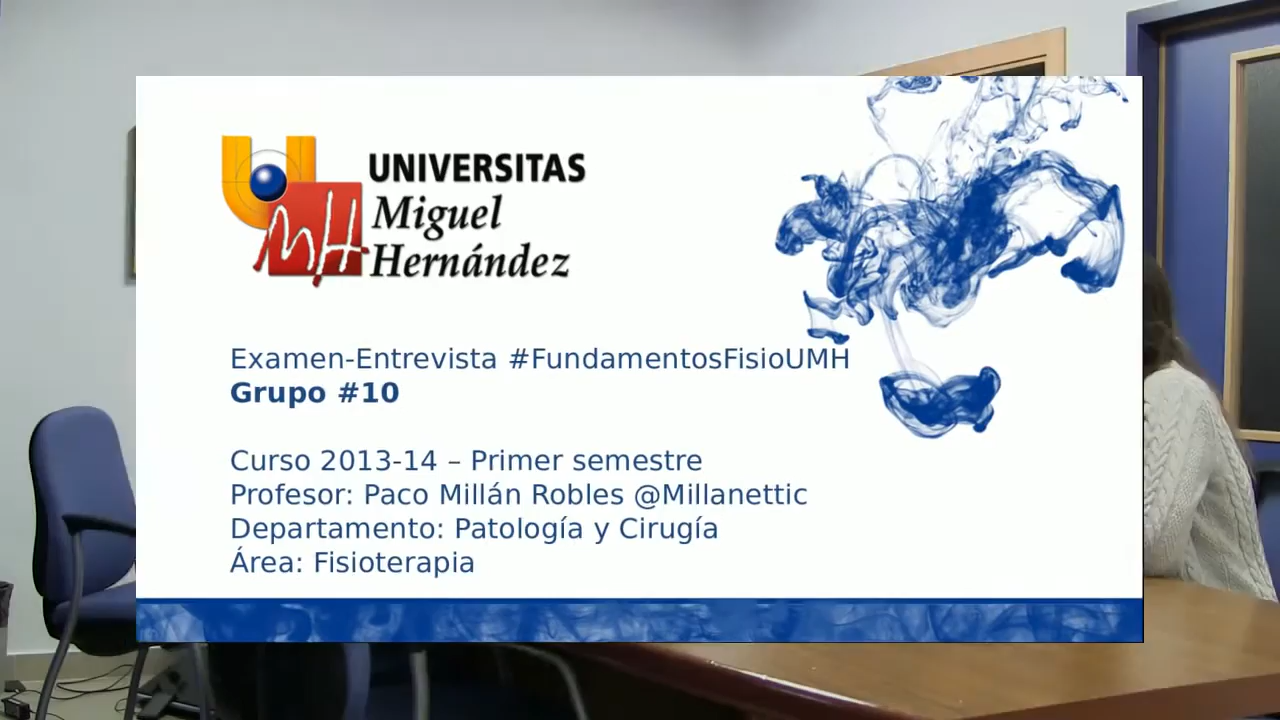 UNIVERSITAS
Miguel
Hernández
Examen-Entrevista #FundamentosFisioUMH
Grupo #10
Curso 2013-14 – Primer semestre
Profesor: Paco Millán Robles @Millanettic
Departamento: Patología y Cirugía
Área: Fisioterapia